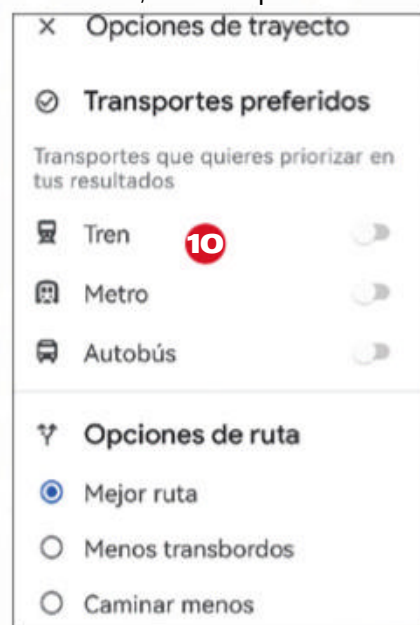 Opciones de trayecto
Transportes preferidos
Transportes que quieres priorizar en
tus resultados
Tren
10
Metro
Autobús
Opciones de ruta
Mejor ruta
Menos transbordos
Caminar menos